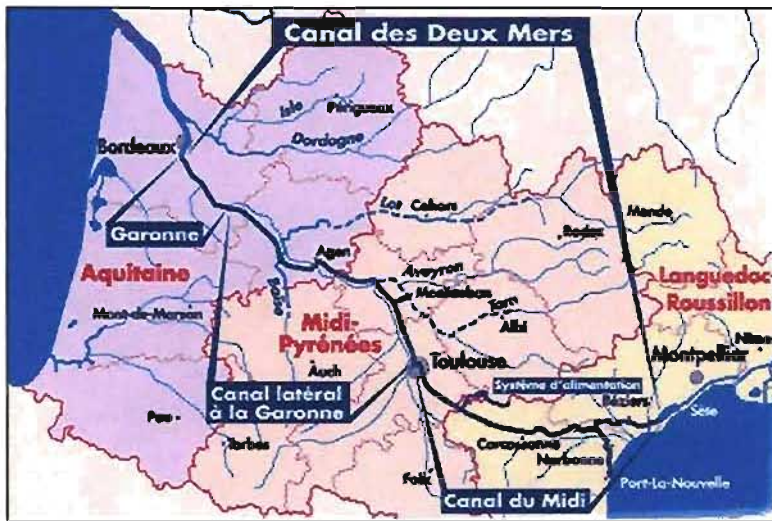 Canal des Deux Mers
Isle
Périgueux
Bordeaux
Dordogne
Lot
Cahors
Mende
Garonne
Rodez
Agen
Aveyron
Aquitaine
Languedoc
Roussillon
Montauban
Mont-de-Marsan
Baïse
Tarn
Midi-
Pyrénées
Albi
Nîmes
Montpellier
Auch
Toulouse
Canal latéral
à la Garonne
Système d'alimentation
Béziers
Sète
Pau
Tarbes
Carcassonne
Narbonne
Foix
Port-La-Nouvelle
Canal du Midi